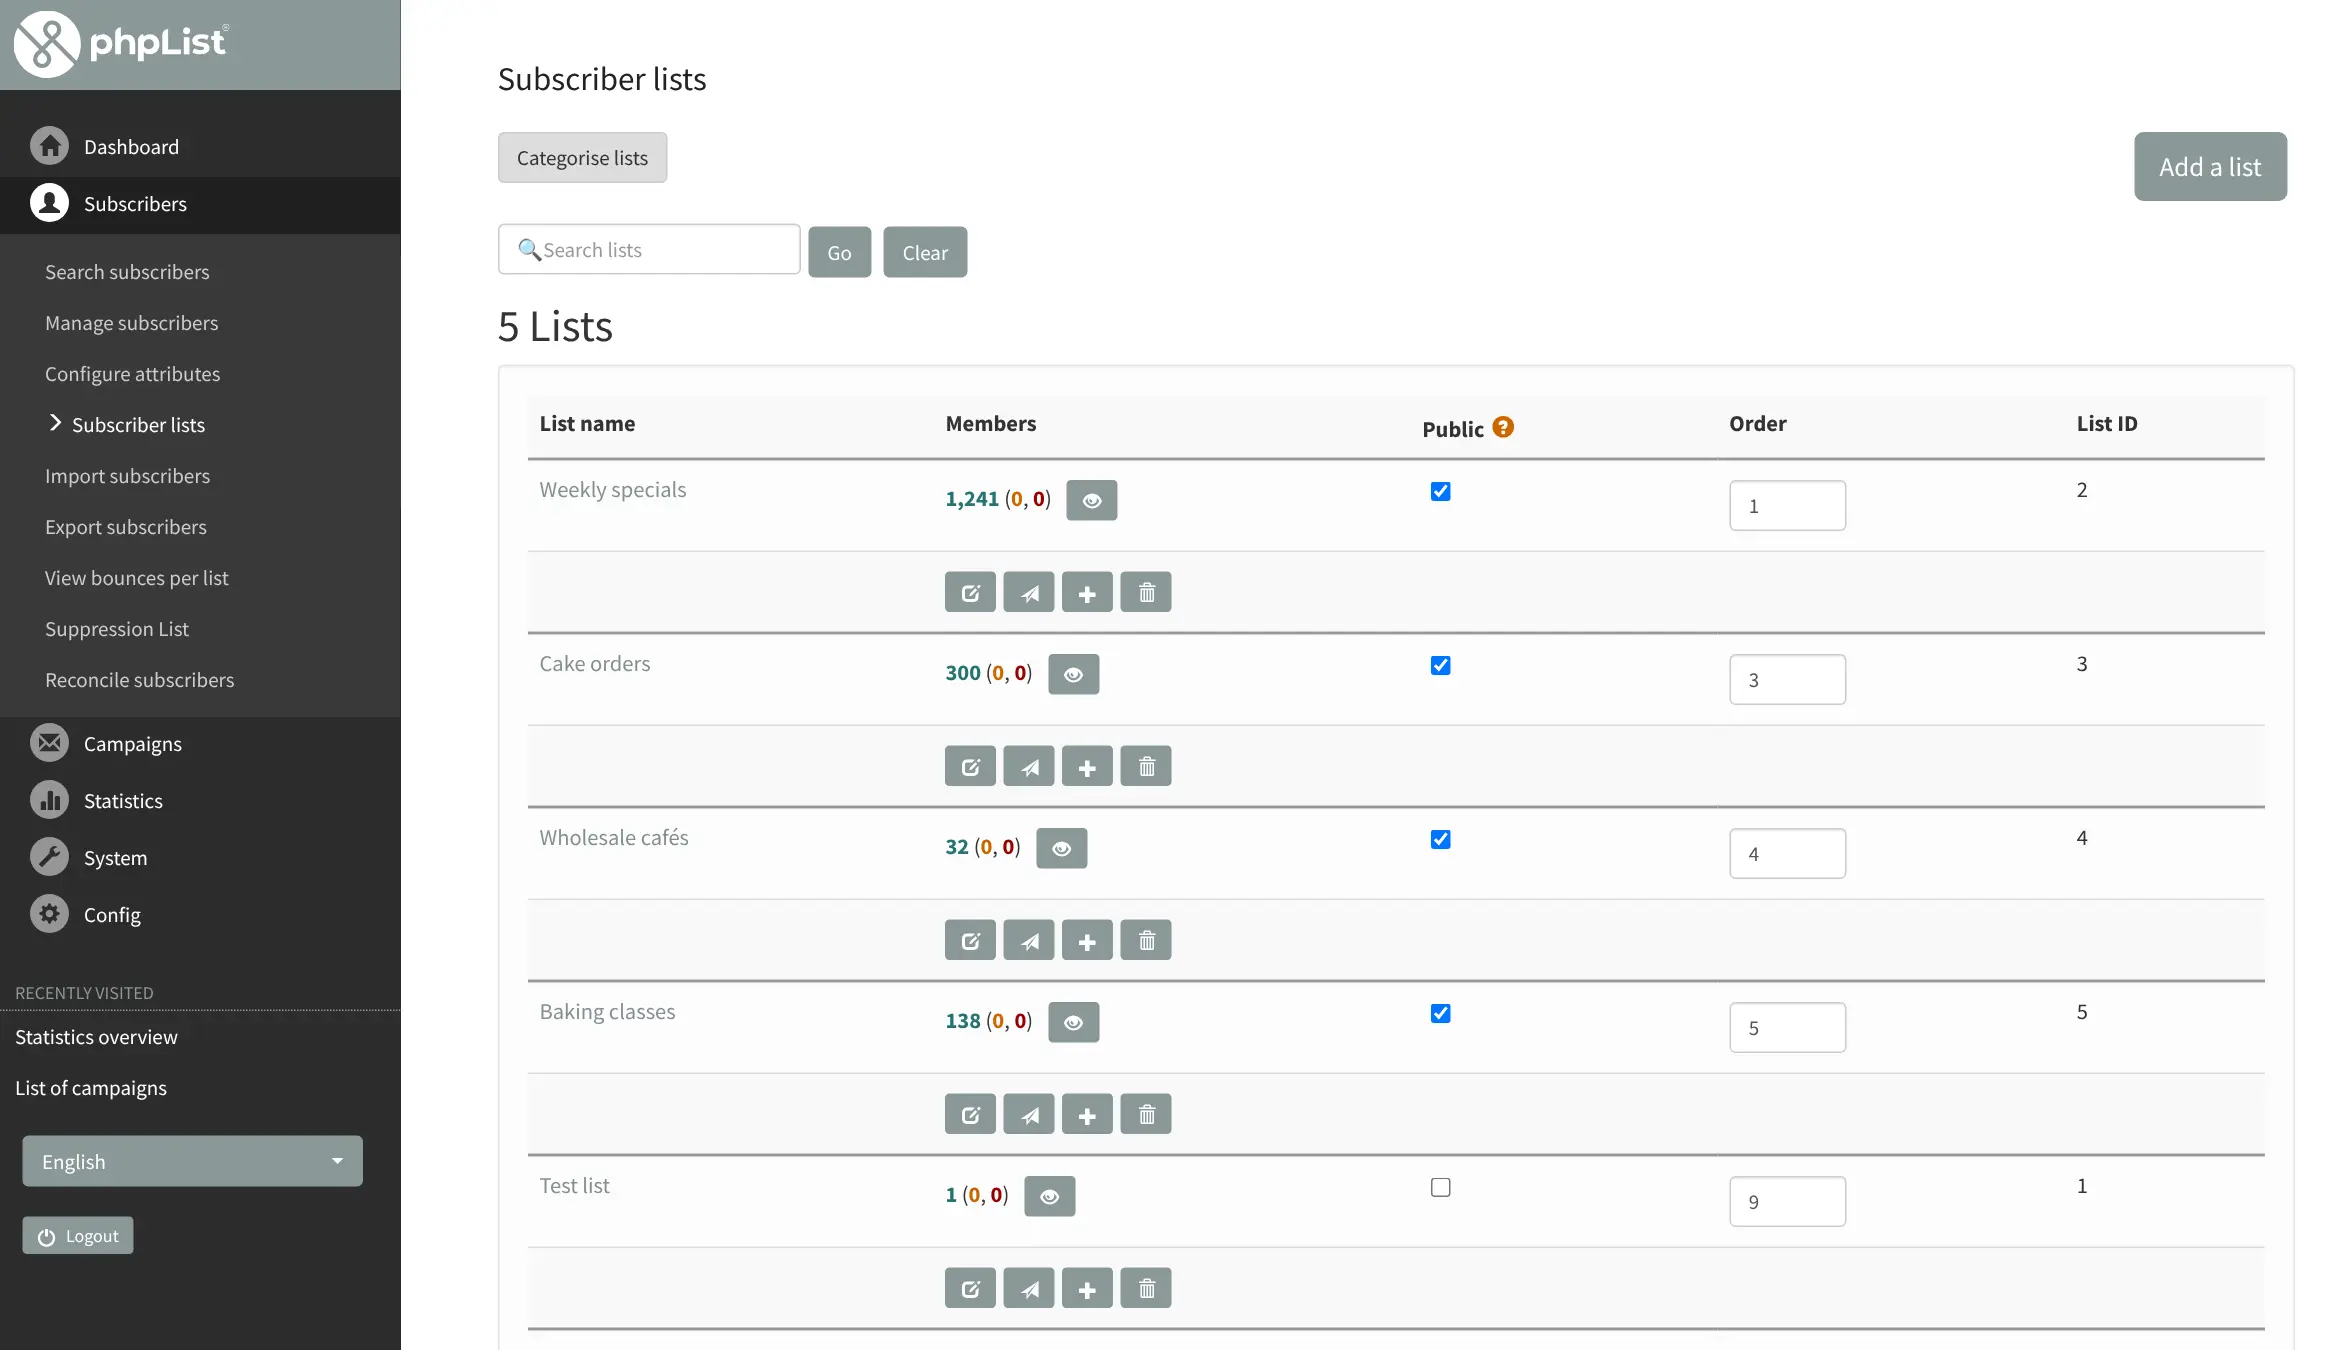 phpList®
Dashboard
Subscribers
Search subscribers
Manage subscribers
Configure attributes
Subscriber lists
Import subscribers
Export subscribers
View bounces per list
Suppression List
Reconcile subscribers
Campaigns
Statistics
System
Config
RECENTLY VISITED
Statistics overview
List of campaigns
English
Logout
Subscriber lists
Categorise lists
Add a list
Search lists Go Clear
5 Lists
List name Members Public ? Order List ID
Weekly specials 1,241 (0, 0) 1 2
Cake orders 300 (0, 0) 3 3
Wholesale cafés 32 (0, 0) 4 4
Baking classes 138 (0, 0) 5 5
Test list 1 (0, 0) 9 1